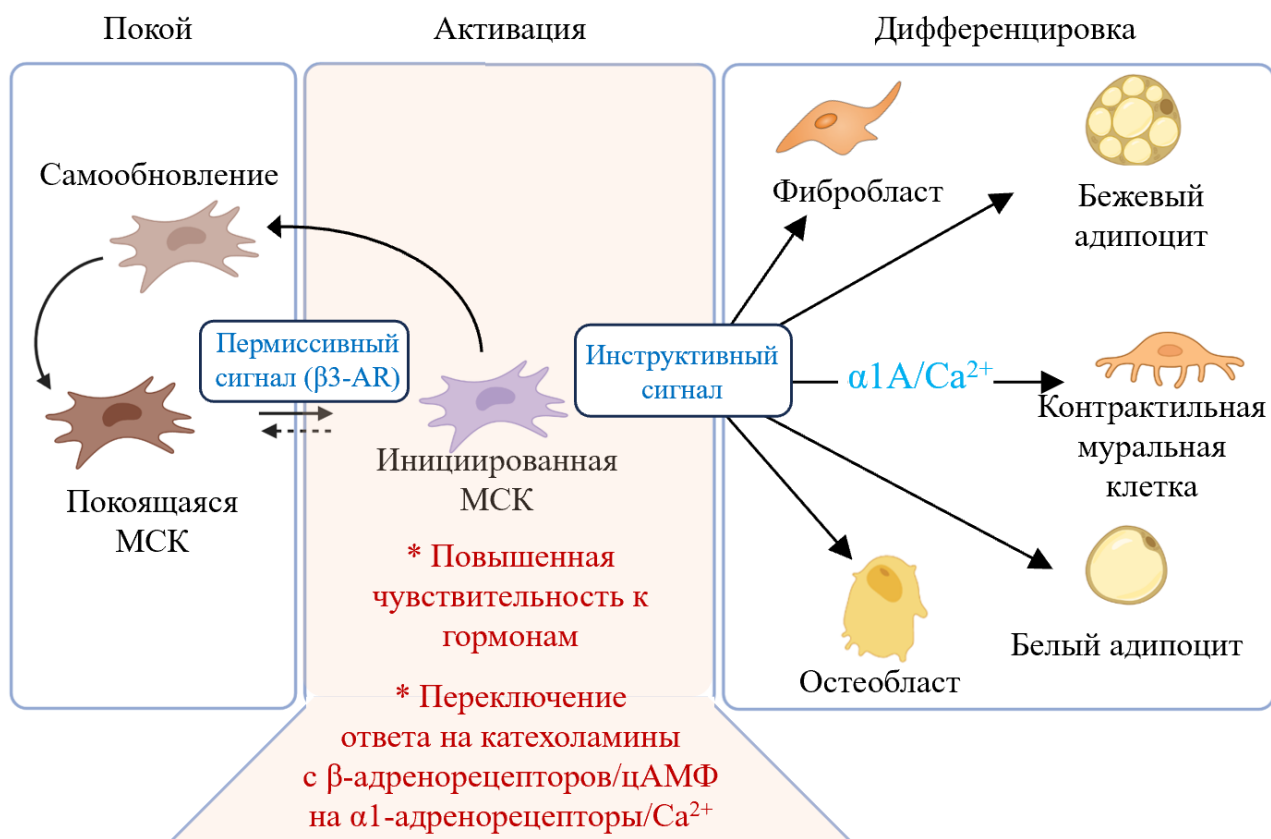 Покой
Активация
Дифференцировка
Самообновление
Пермиссивный
сигнал (β3-AR)
Покоящаяся
МСК
Инициированная
МСК
* Повышенная
чувствительность к
гормонам
* Переключение
ответа на катехоламины
с β-адренорецепторов/цАМФ
на α1-адренорецепторы/Ca²⁺
Инструктивный
сигнал
Фибробласт
Бежевый
адипоцит
α1A/Ca²⁺
Контрактильная
муральная
клетка
Белый адипоцит
Остеобласт